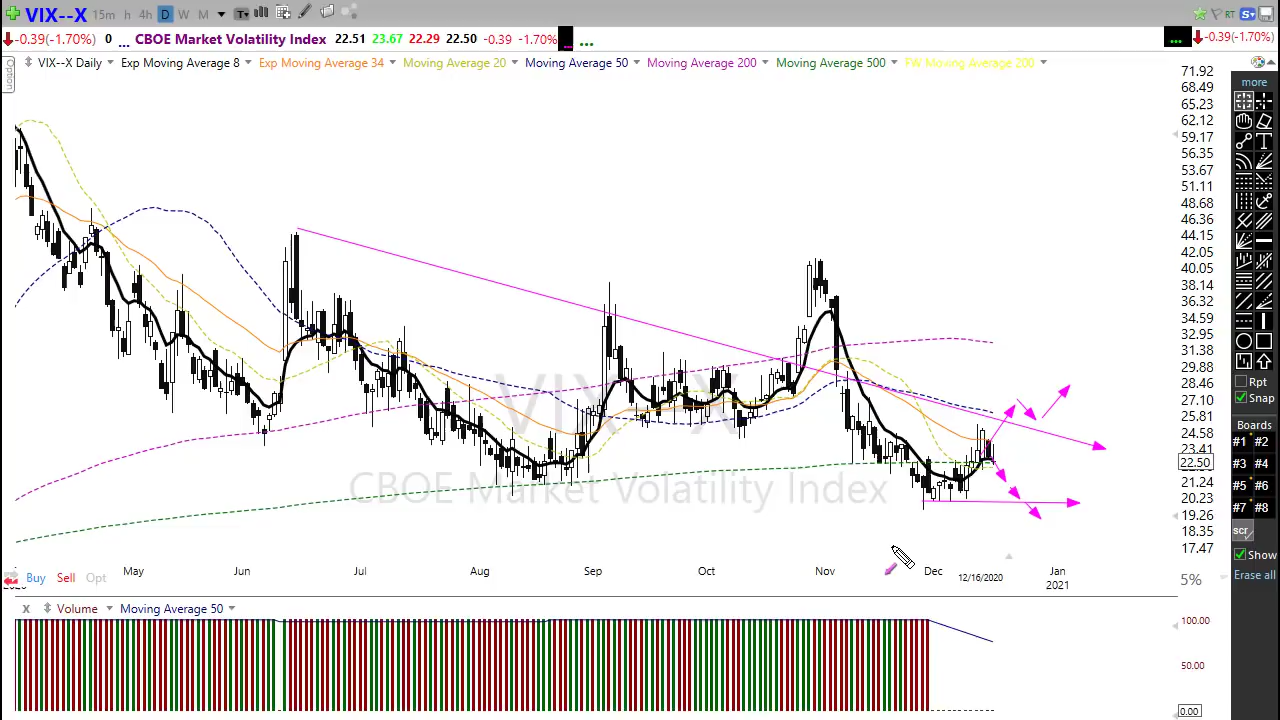 VIX--X 15m h 4h D W M T RT S
-0.39(-1.70%) 0 ... CBOE Market Volatility Index 22.51 23.67 22.29 22.50 -0.39 -1.70% ... ... ... -0.39(-1.70%)
Option
VIX--X Daily Exp Moving Average 8 Exp Moving Average 34 Moving Average 20 Moving Average 50 Moving Average 200 Moving Average 500 FW Moving Average 200
71.92
68.49
65.23
62.12
59.17
56.35
53.67
51.11
48.68
46.36
44.15
42.05
40.05
38.14
36.32
34.59
32.95
31.38
29.88
28.46
27.10
25.81
24.58
23.41
22.50
21.24
20.23
19.26
18.35
17.47
VIX--X
CBOE Market Volatility Index
May Jun Jul Aug Sep Oct Nov Dec 12/16/2020 Jan
2021
Buy Sell Opt
5%
x Volume Moving Average 50
100.00
50.00
0.00
more
T
Rpt
Snap
Boards
#1 #2
#3 #4
#5 #6
#7 #8
scr
Show
Erase all